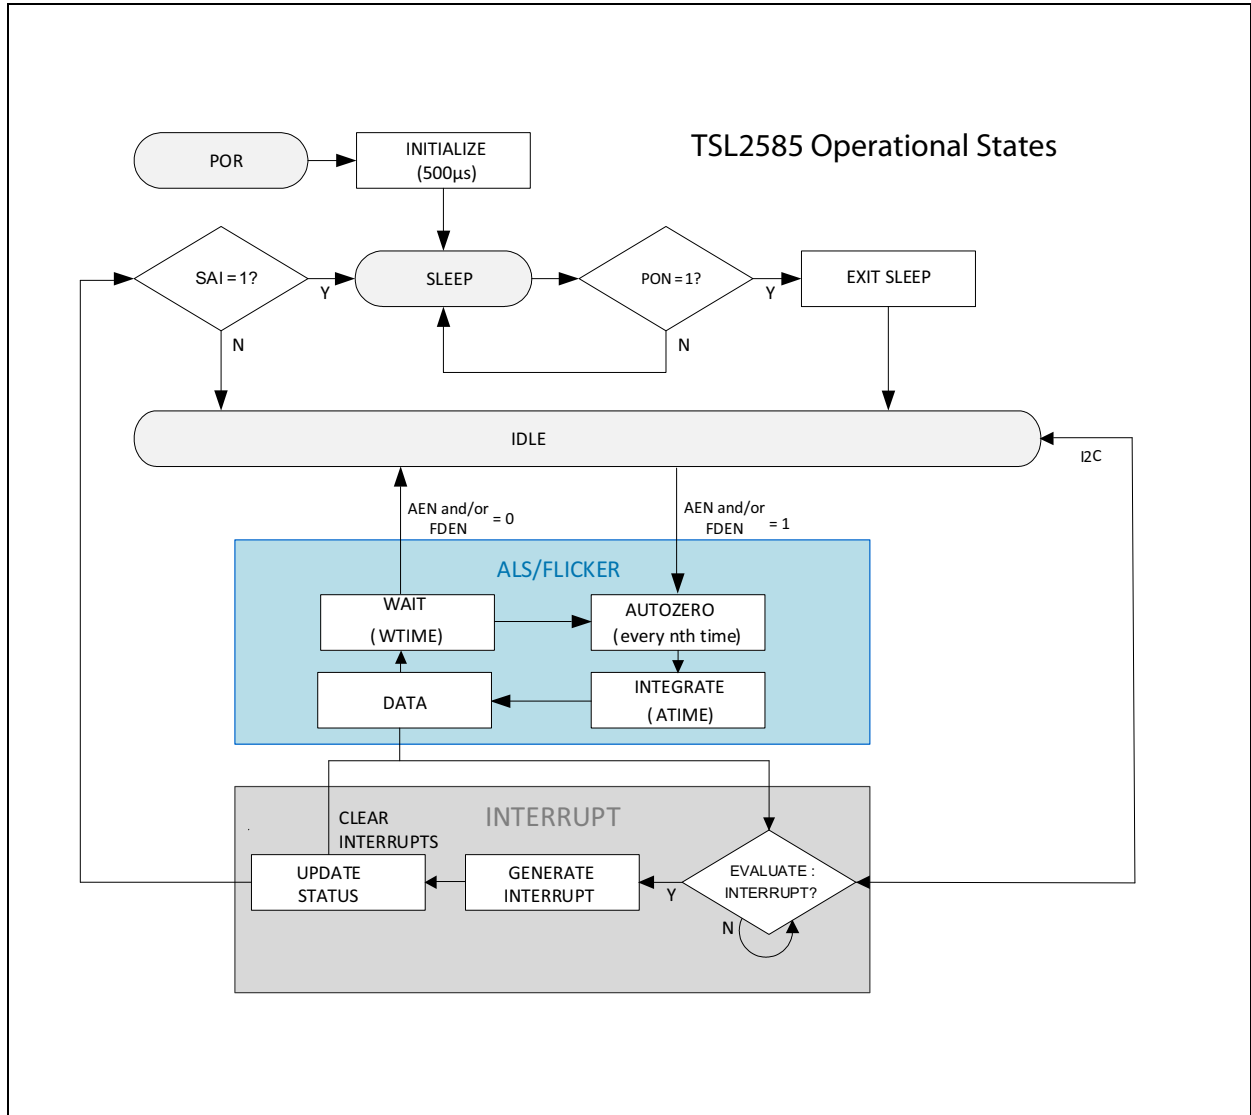 TSL2585 Operational States
POR
INITIALIZE
(500µs)
SAI = 1?
Y
N
SLEEP
PON = 1?
Y
N
EXIT SLEEP
IDLE
I2C
AEN and/or
FDEN = 0
AEN and/or
FDEN = 1
ALS/FLICKER
WAIT
( WTIME)
AUTOZERO
(every nth time)
DATA
INTEGRATE
( ATIME)
INTERRUPT
CLEAR
INTERRUPTS
UPDATE
STATUS
GENERATE
INTERRUPT
Y
EVALUATE :
INTERRUPT?
N